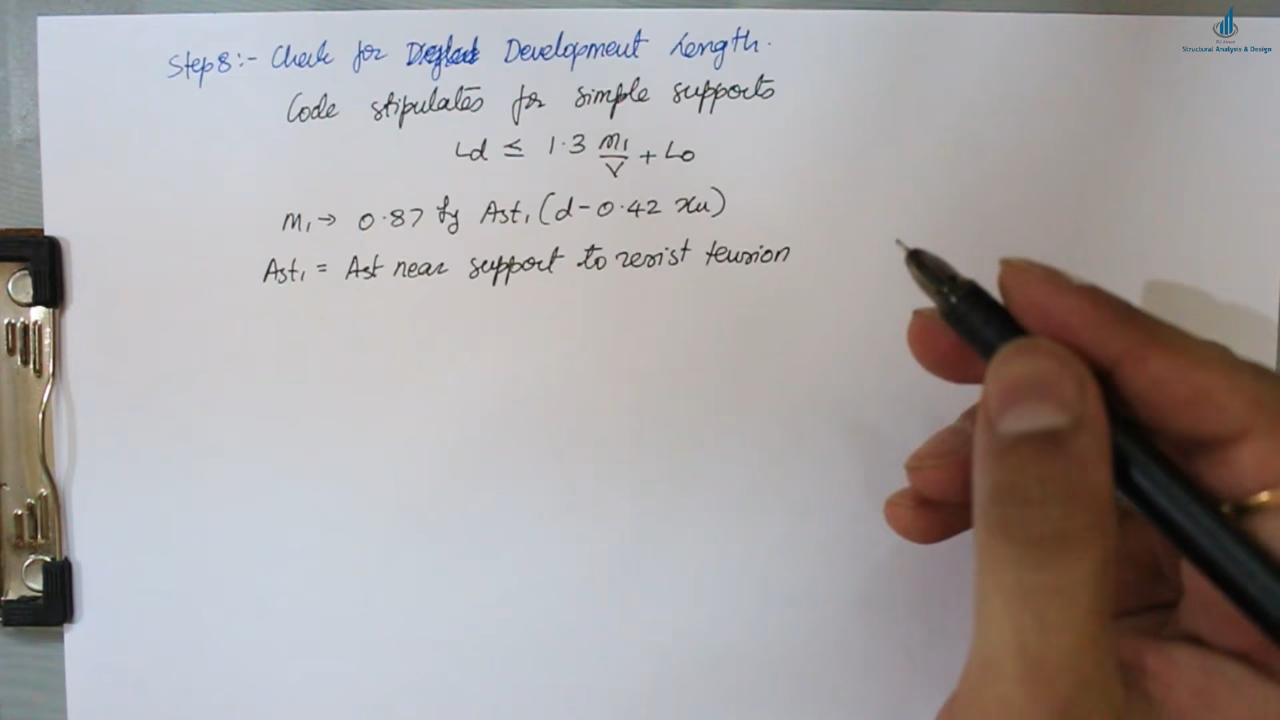 Step 8:- Check for Development Length.
Code stipulates for simple supports
Ld ≤ 1.3 M1/V + Lo
M1 → 0.87 fy Ast1 (d - 0.42 xu)
Ast1 = Ast near support to resist tension
Structural Analysis & Design